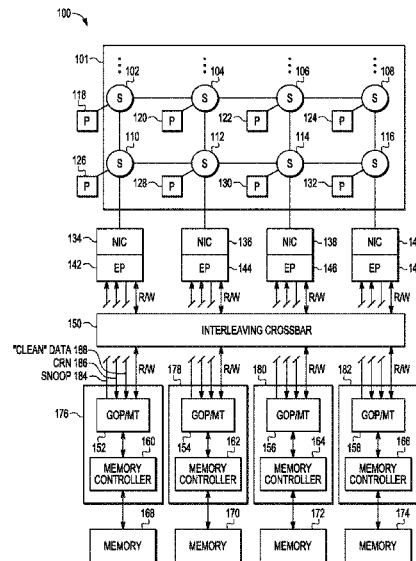 100
101
102 104 106 108
S S S S
118 120 122 124
P P P P
110 112 114 116
S S S S
126 128 130 132
P P P P
134 NIC 136 NIC 138 NIC NIC 14
142 EP 144 EP 146 EP EP 14
R/W R/W R/W R/W
150 INTERLEAVING CROSSBAR
"CLEAN" DATA 188
CRN 186
SNOOP 184
R/W 178 R/W 180 R/W 182 R/W
176
GOP/MT GOP/MT GOP/MT GOP/MT
152 160 154 162 156 164 158 166
MEMORY CONTROLLER MEMORY CONTROLLER MEMORY CONTROLLER MEMORY CONTROLLER
168 170 172 174
MEMORY MEMORY MEMORY MEMORY